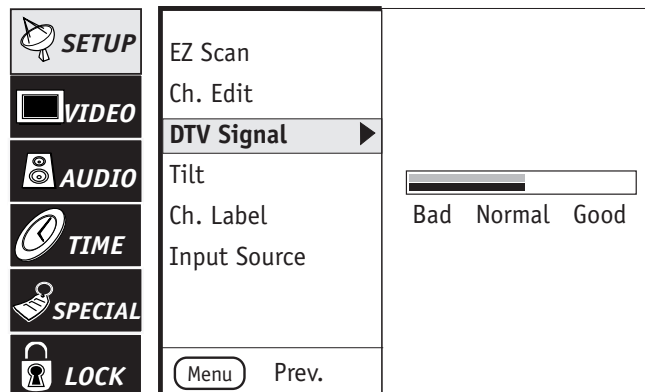 SETUP
VIDEO
AUDIO
TIME
SPECIAL
LOCK
EZ Scan
Ch. Edit
DTV Signal
Tilt
Ch. Label
Input Source
Menu Prev.
Bad Normal Good